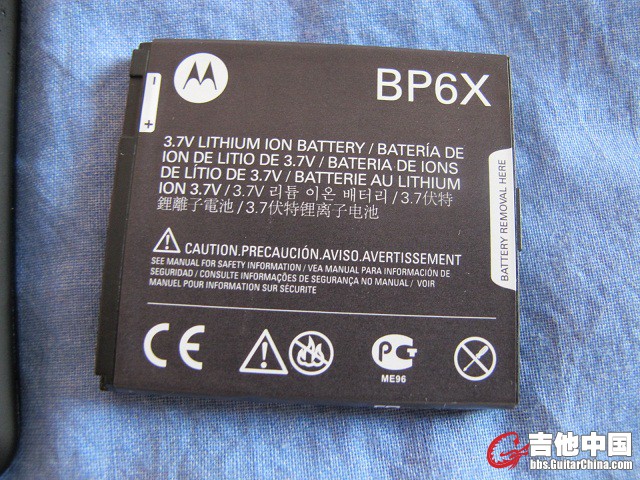 BP6X
- +
3.7V LITHIUM ION BATTERY / BATERÍA DE
ION DE LITIO DE 3.7V / BATERIA DE IONS
DE LÍTIO DE 3.7V / BATTERIE AU LITHIUM
ION 3.7V / 3.7V 리튬 이온 배터리 / 3.7伏特
鋰離子電池 / 3.7伏特锂离子电池
BATTERY REMOVAL HERE
CAUTION.PRECAUCIÓN.AVISO.AVERTISSEMENT
SEE MANUAL FOR SAFETY INFORMATION / VEA MANUAL PARA INFORMACIÓN DE
SEGURIDAD / CONSULTE INFORMAÇÕES DE SEGURANÇA NO MANUAL / VOIR
MANUEL POUR INFORMATION SUR SÉCURITÉ
CE
PCT
ME96
吉他中国
bbs.GuitarChina.com